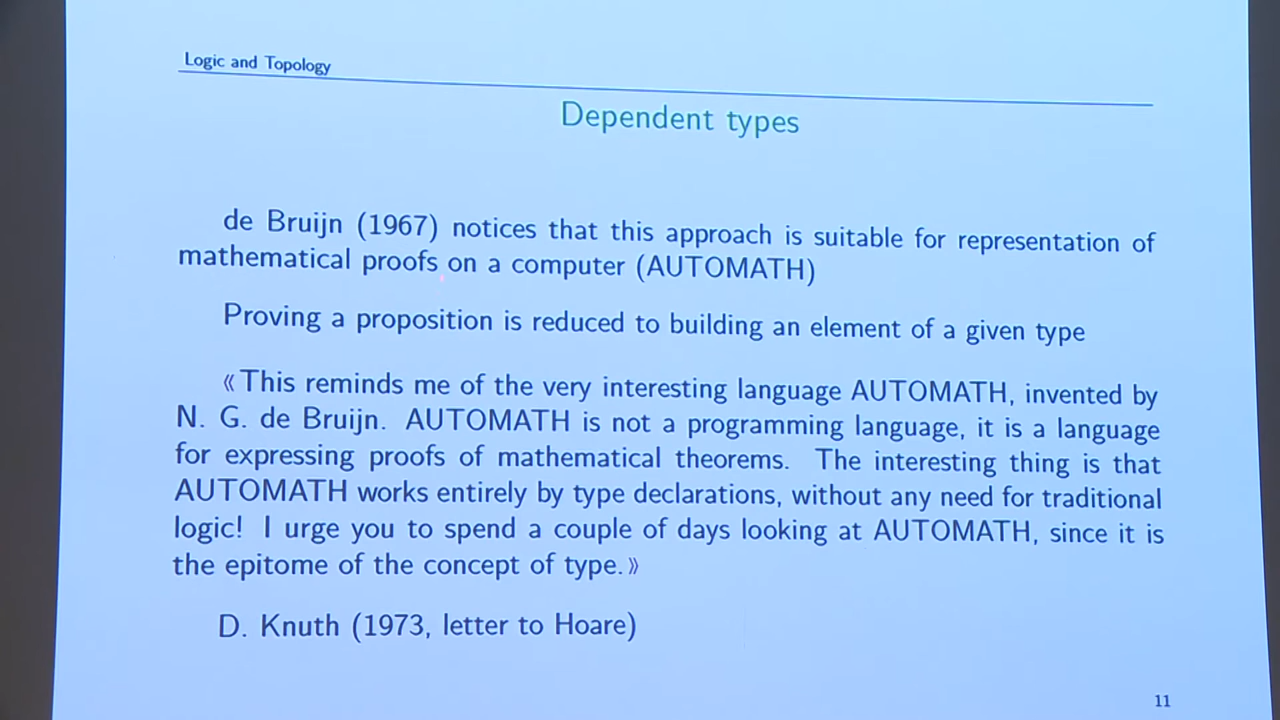 Logic and Topology
Dependent types
de Bruijn (1967) notices that this approach is suitable for representation of
mathematical proofs on a computer (AUTOMATH)
Proving a proposition is reduced to building an element of a given type
《This reminds me of the very interesting language AUTOMATH, invented by
N. G. de Bruijn. AUTOMATH is not a programming language, it is a language
for expressing proofs of mathematical theorems. The interesting thing is that
AUTOMATH works entirely by type declarations, without any need for traditional
logic! I urge you to spend a couple of days looking at AUTOMATH, since it is
the epitome of the concept of type.》
D. Knuth (1973, letter to Hoare)
11